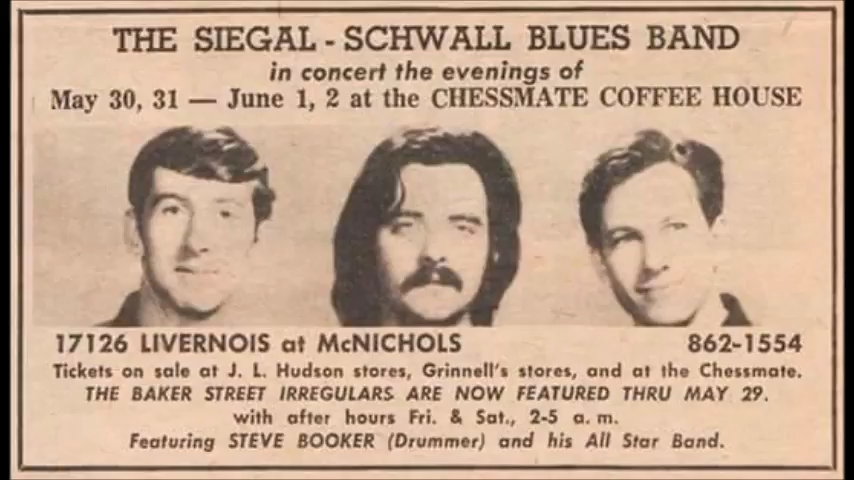 THE SIEGAL - SCHWALL BLUES BAND
in concert the evenings of
May 30, 31 — June 1, 2 at the CHESSMATE COFFEE HOUSE
17126 LIVERNOIS at McNICHOLS 862-1554
Tickets on sale at J. L. Hudson stores, Grinnell's stores, and at the Chessmate.
THE BAKER STREET IRREGULARS ARE NOW FEATURED THRU MAY 29.
with after hours Fri. & Sat., 2-5 a. m.
Featuring STEVE BOOKER (Drummer) and his All Star Band.